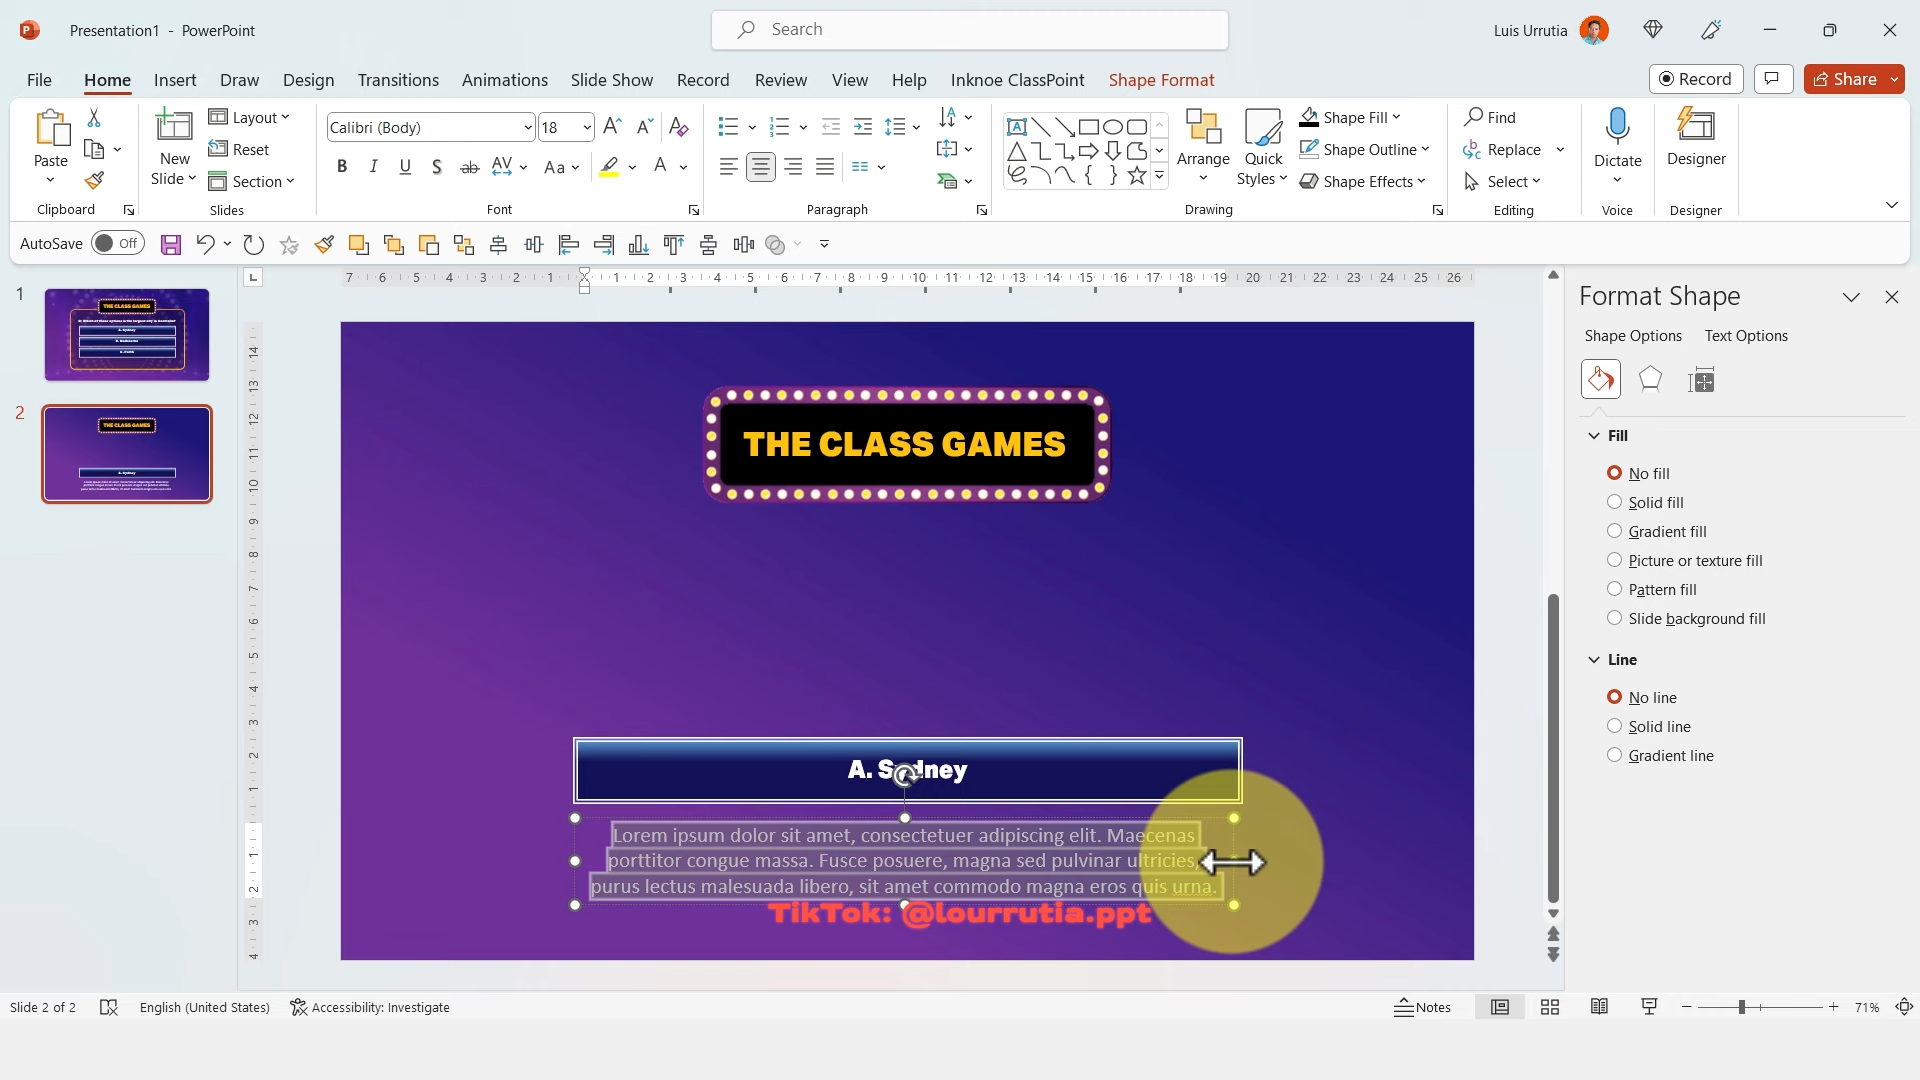 Presentation1 - PowerPoint
Search
Luis Urrutia
File Home Insert Draw Design Transitions Animations Slide Show Record Review View Help Inknoe ClassPoint Shape Format
Record
Share
Paste
Clipboard
New Slide
Layout
Reset
Section
Slides
Calibri (Body)
18
Font
Paragraph
Arrange
Quick Styles
Shape Fill
Shape Outline
Shape Effects
Drawing
Find
Replace
Select
Editing
Dictate
Voice
Designer
Designer
AutoSave Off
1
2
THE CLASS GAMES
A. Sydney
Lorem ipsum dolor sit amet, consectetuer adipiscing elit. Maecenas
porttitor congue massa. Fusce posuere, magna sed pulvinar ultricies,
purus lectus malesuada libero, sit amet commodo magna eros quis urna.
TikTok: @lourrutia.ppt
Format Shape
Shape Options Text Options
Fill
No fill
Solid fill
Gradient fill
Picture or texture fill
Pattern fill
Slide background fill
Line
No line
Solid line
Gradient line
Slide 2 of 2
English (United States)
Accessibility: Investigate
Notes
71%